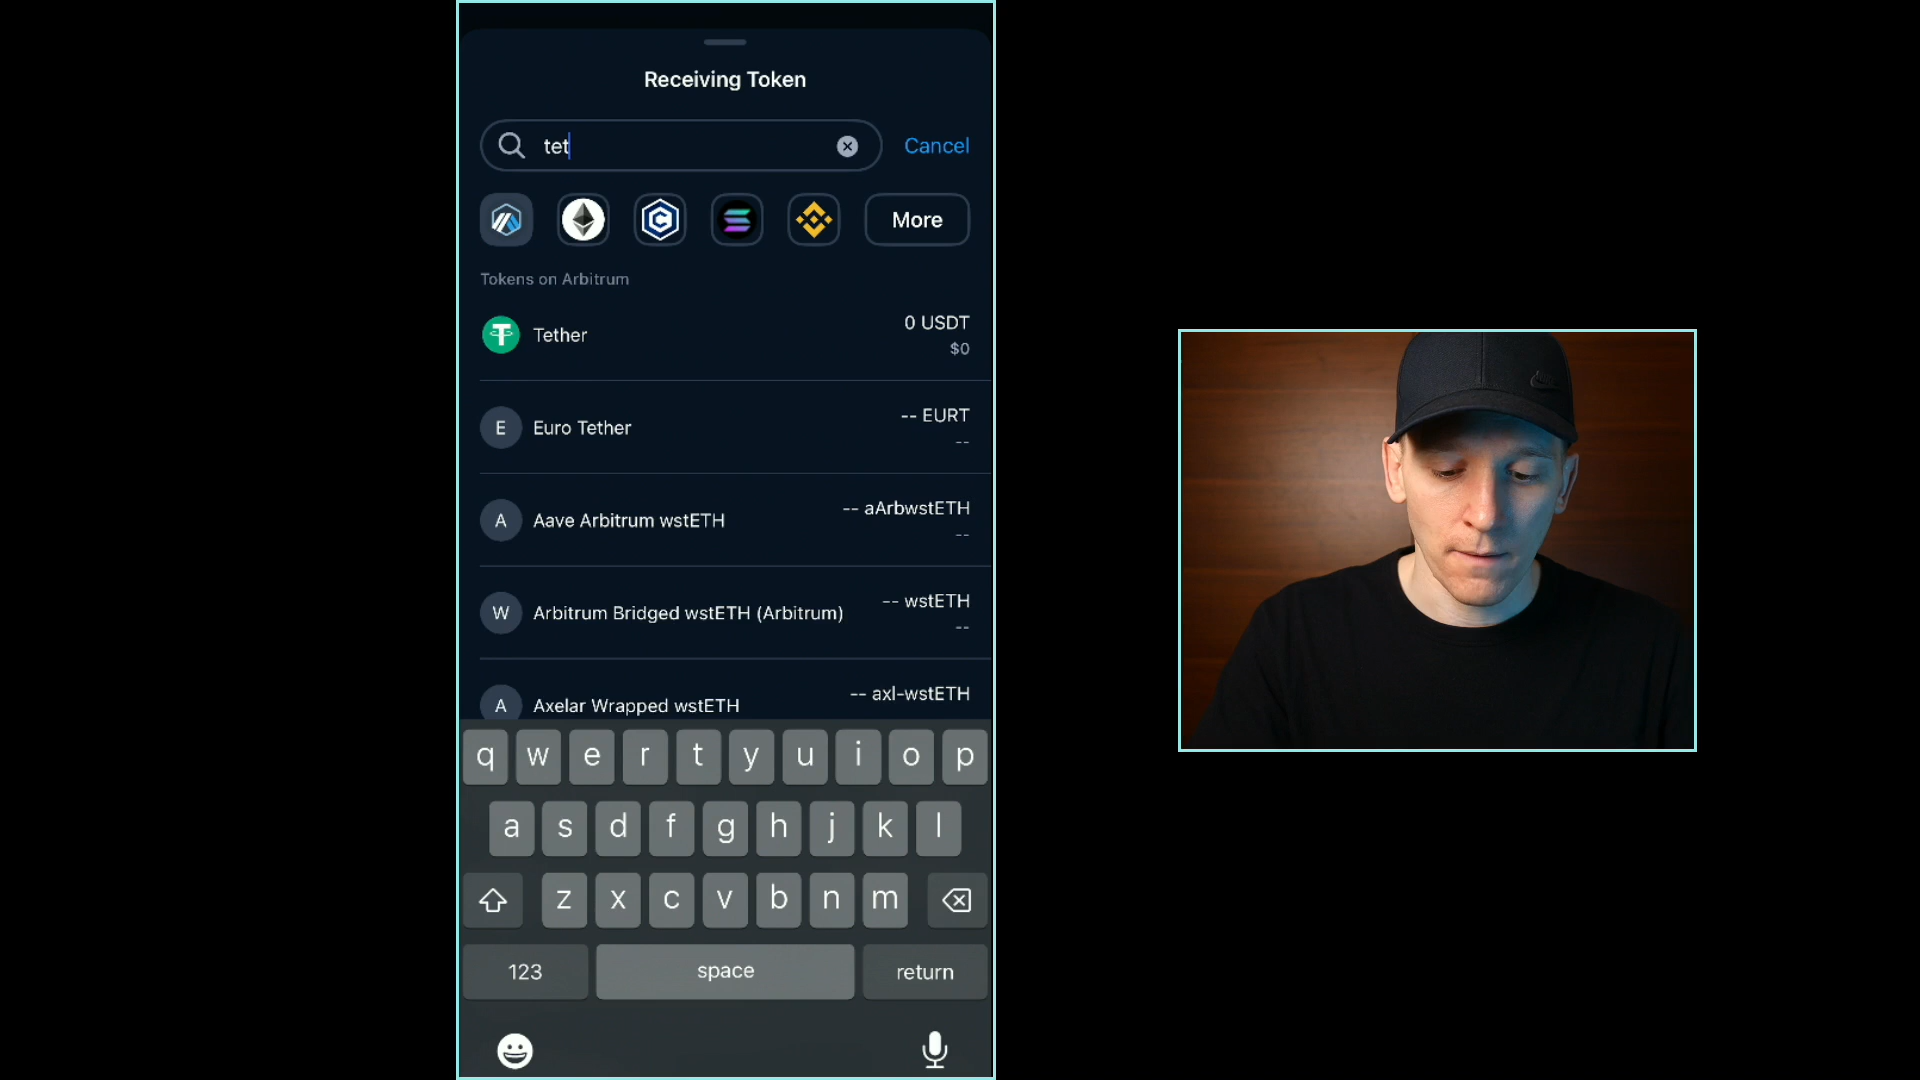 Receiving Token
tet
Cancel
More
Tokens on Arbitrum
Tether
0 USDT
$0
E
Euro Tether
-- EURT
--
A
Aave Arbitrum wstETH
-- aArbwstETH
--
W
Arbitrum Bridged wstETH (Arbitrum)
-- wstETH
--
A
Axelar Wrapped wstETH
-- axl-wstETH
q w e r t y u i o p
a s d f g h j k l
z x c v b n m
123
space
return